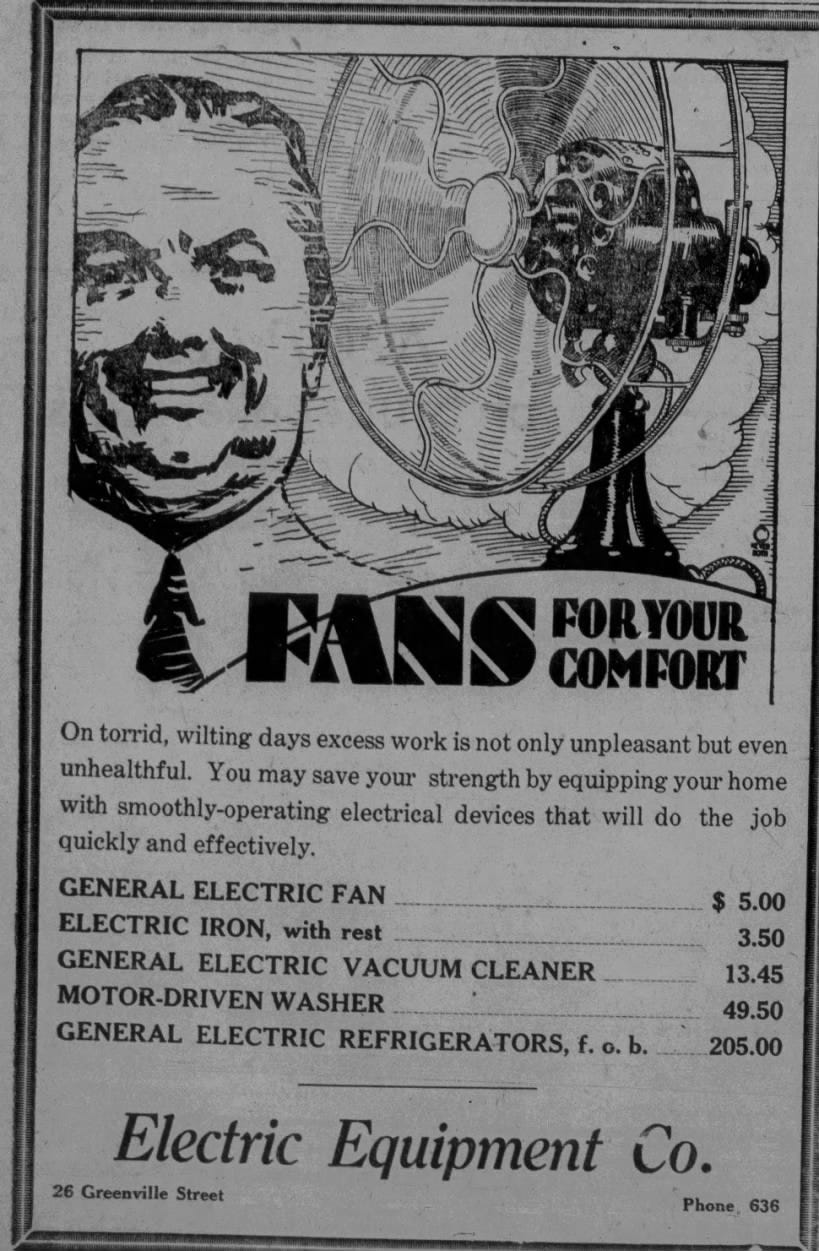 FANS FOR YOUR
COMFORT
On torrid, wilting days excess work is not only unpleasant but even
unhealthful. You may save your strength by equipping your home
with smoothly-operating electrical devices that will do the job
quickly and effectively.
GENERAL ELECTRIC FAN $ 5.00
ELECTRIC IRON, with rest 3.50
GENERAL ELECTRIC VACUUM CLEANER 13.45
MOTOR-DRIVEN WASHER 49.50
GENERAL ELECTRIC REFRIGERATORS, f. o. b. 205.00
Electric Equipment Co.
26 Greenville Street
Phone 636